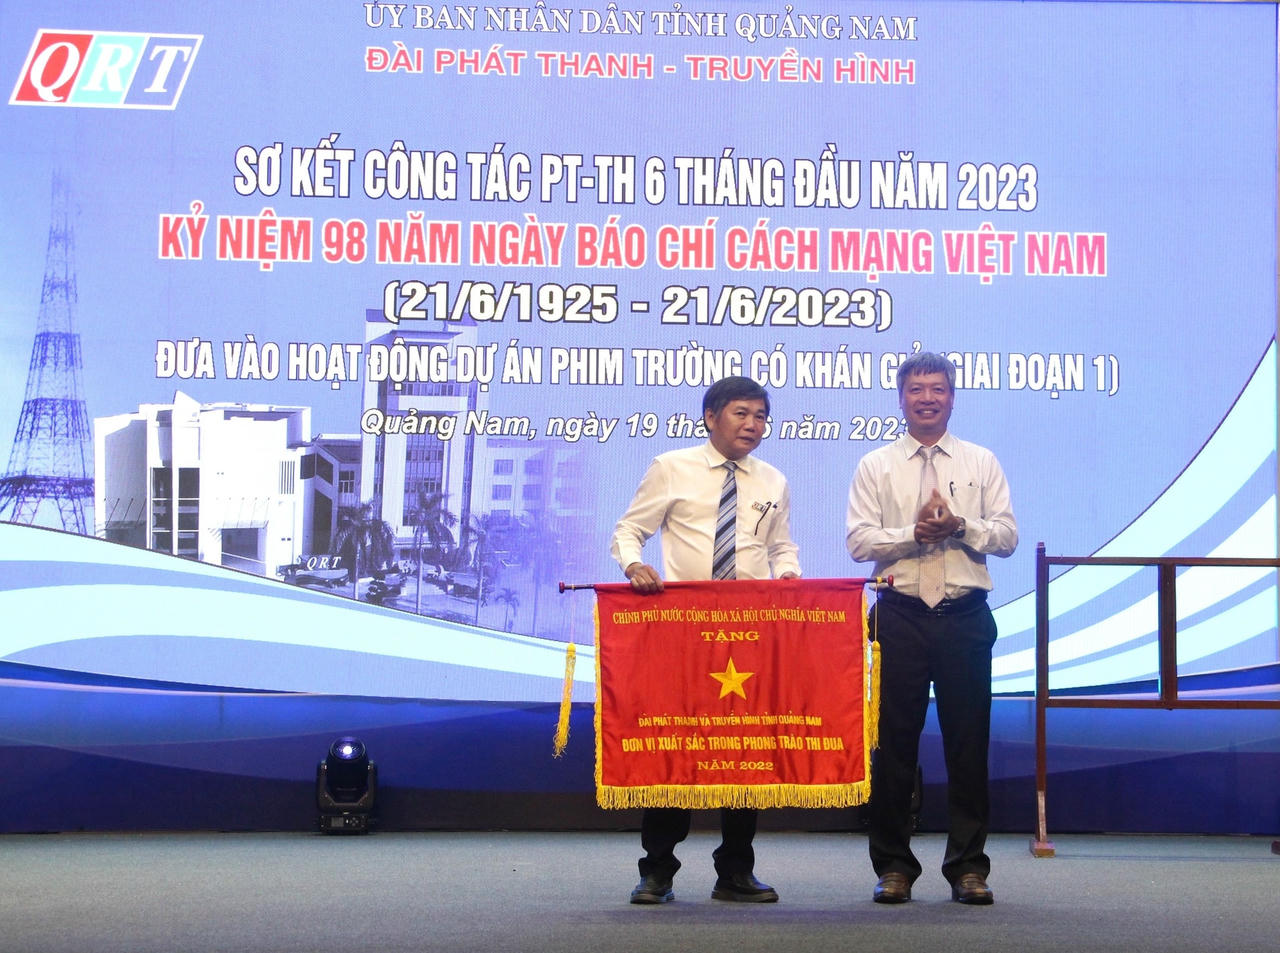 ỦY BAN NHÂN DÂN TỈNH QUẢNG NAM
QRT
ĐÀI PHÁT THANH - TRUYỀN HÌNH
SƠ KẾT CÔNG TÁC PT-TH 6 THÁNG ĐẦU NĂM 2023
KỶ NIỆM 98 NĂM NGÀY BÁO CHÍ CÁCH MẠNG VIỆT NAM
(21/6/1925 - 21/6/2023)
ĐƯA VÀO HOẠT ĐỘNG DỰ ÁN PHIM TRƯỜNG CÓ KHÁN GIAI ĐOẠN 1)
Quảng Nam, ngày 19 năm 2023
QRT
CHÍNH PHỦ NƯỚC CỘNG HÒA XÃ HỘI CHỦ NGHĨA VIỆT NAM
TẶNG
ĐÀI PHÁT THANH VÀ TRUYỀN HÌNH TỈNH QUẢNG NAM
ĐƠN VỊ XUẤT SẮC TRONG PHONG TRÀO THI ĐUA
NĂM 2022